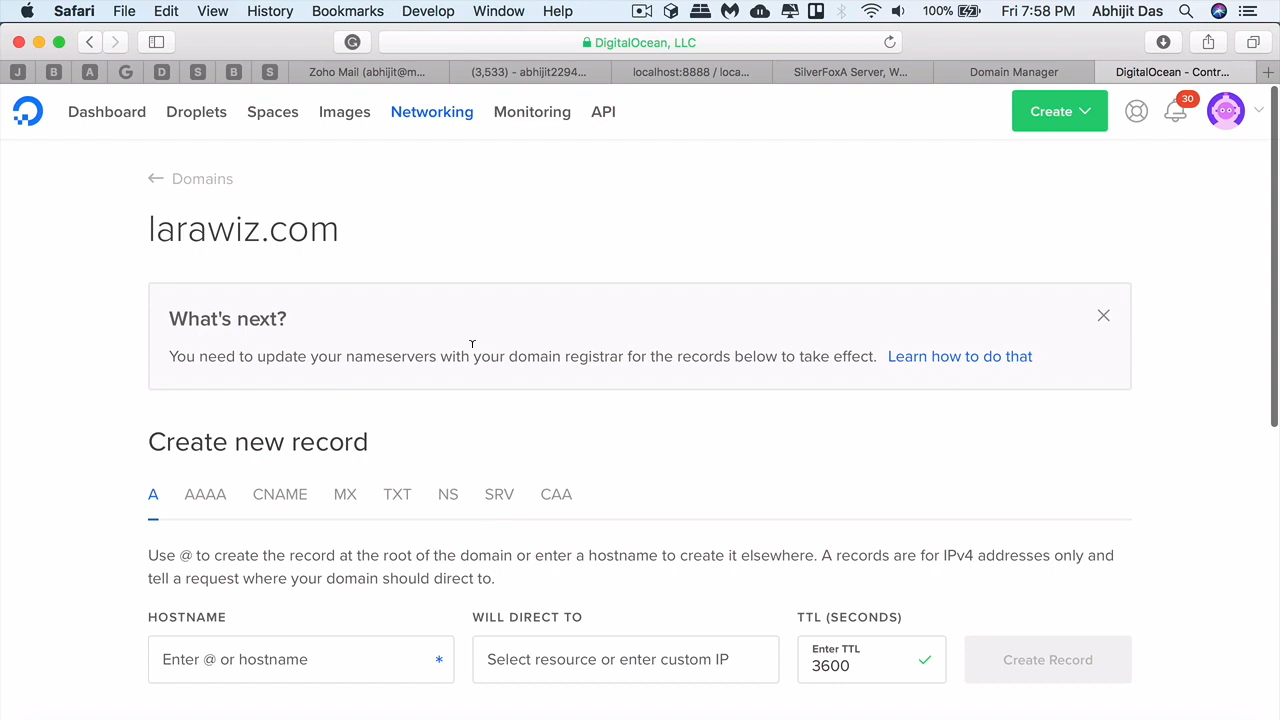 Safari File Edit View History Bookmarks Develop Window Help 100% Fri 7:58 PM Abhijit Das
DigitalOcean, LLC
J B A G D S B S Zoho Mail (abhijit@m... (3,533) - abhijit2294... localhost:8888 / loca... SilverFoxA Server, W... Domain Manager DigitalOcean - Contr...
Dashboard Droplets Spaces Images Networking Monitoring API Create 30
← Domains
larawiz.com
What's next?
You need to update your nameservers with your domain registrar for the records below to take effect. Learn how to do that
Create new record
A AAAA CNAME MX TXT NS SRV CAA
Use @ to create the record at the root of the domain or enter a hostname to create it elsewhere. A records are for IPv4 addresses only and
tell a request where your domain should direct to.
HOSTNAME WILL DIRECT TO TTL (SECONDS)
Enter @ or hostname * Select resource or enter custom IP Enter TTL
3600 Create Record